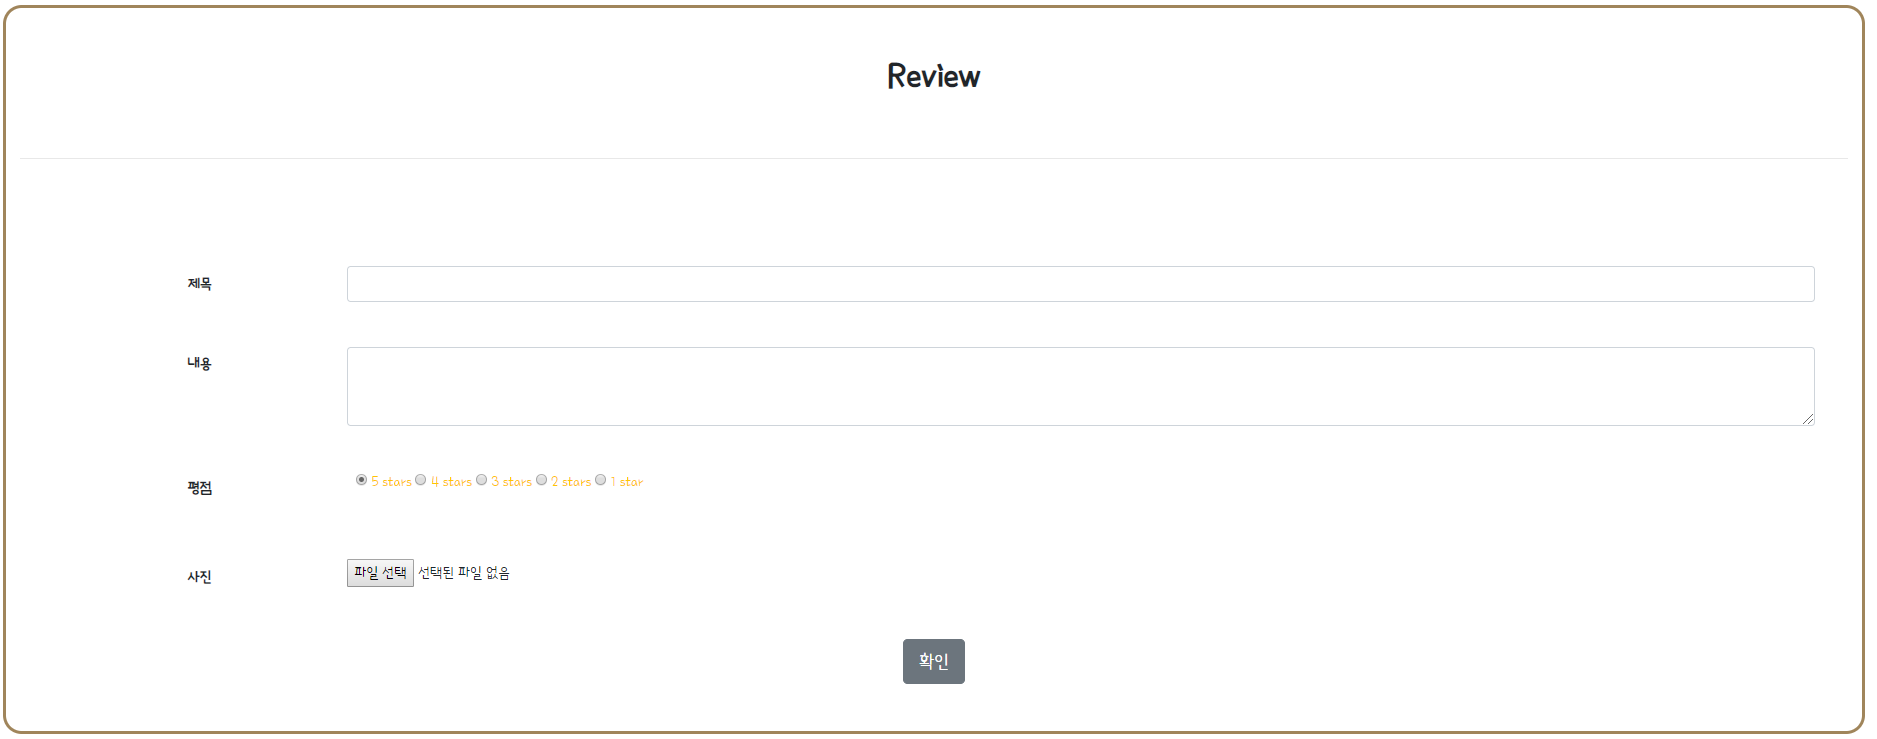 Review
제목
내용
평점 5 stars 4 stars 3 stars 2 stars 1 star
사진 파일 선택 선택된 파일 없음
확인